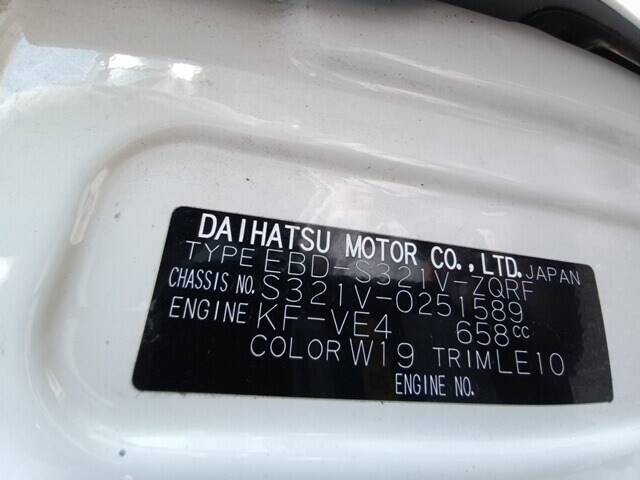 DAIHATSU MOTOR CO., LTD. JAPAN
TYPE EBD-S321V-ZQRF
CHASSIS NO. S321V-0251589
ENGINE KF-VE4 658cc
COLOR W19 TRIM LE10
ENGINE NO.